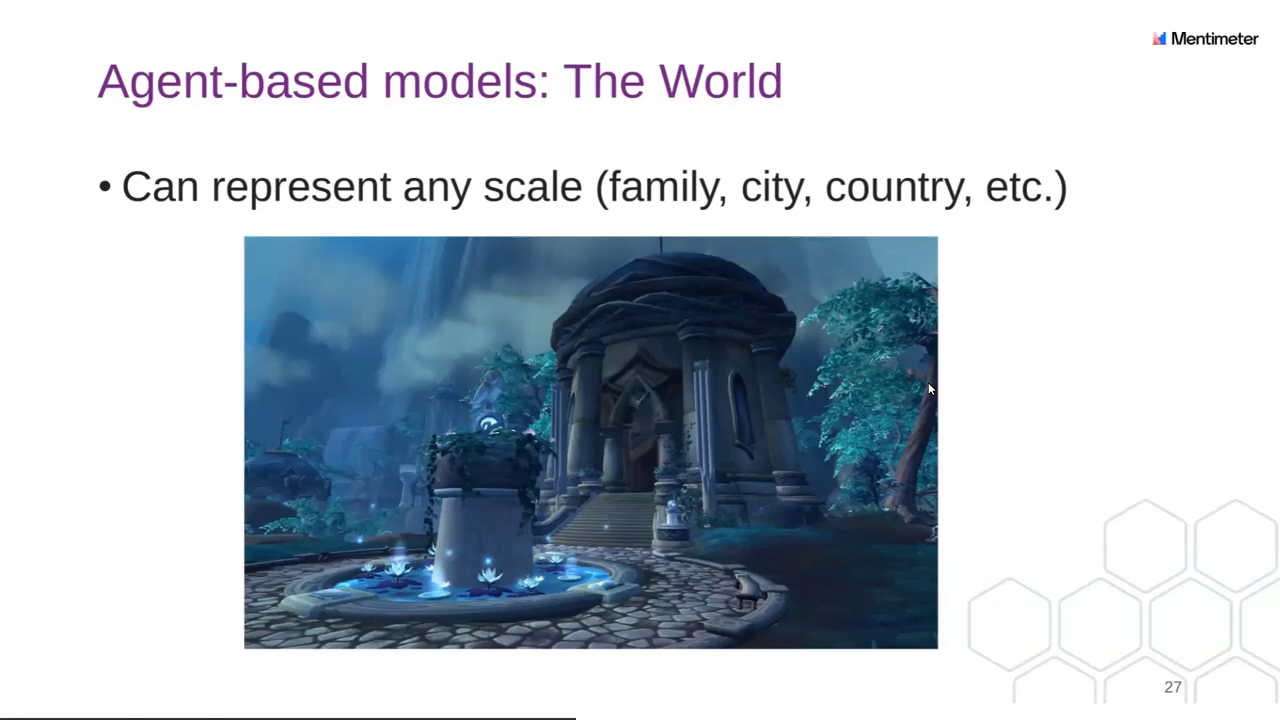 Mentimeter
Agent-based models: The World
• Can represent any scale (family, city, country, etc.)
27